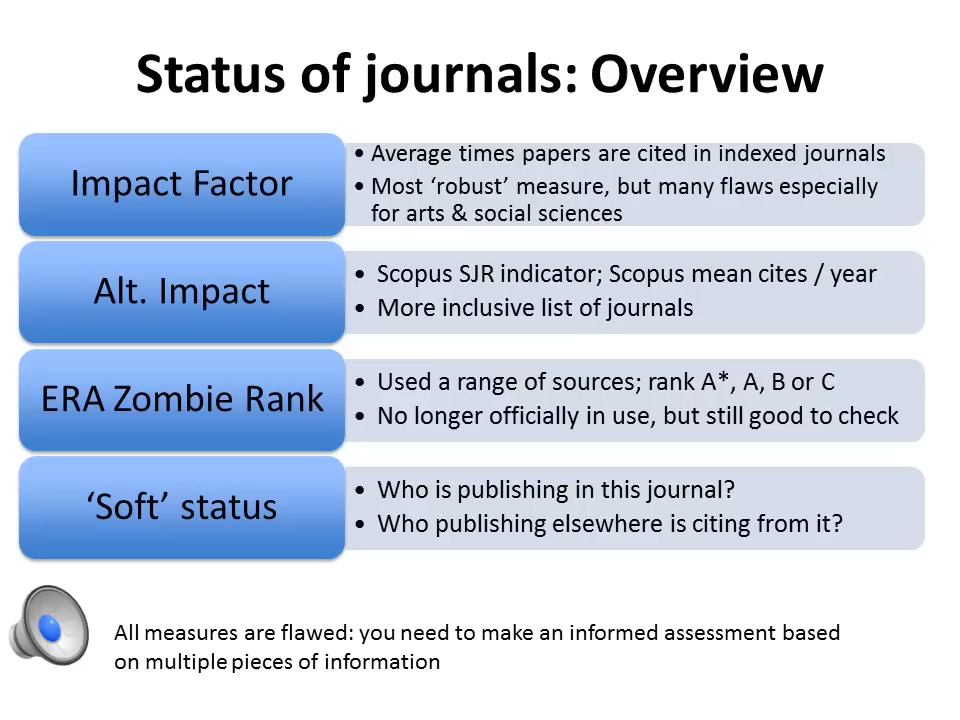 Status of journals: Overview
Impact Factor
• Average times papers are cited in indexed journals
• Most ‘robust’ measure, but many flaws especially
for arts & social sciences
Alt. Impact
• Scopus SJR indicator; Scopus mean cites / year
• More inclusive list of journals
ERA Zombie Rank
• Used a range of sources; rank A*, A, B or C
• No longer officially in use, but still good to check
‘Soft’ status
• Who is publishing in this journal?
• Who publishing elsewhere is citing from it?
All measures are flawed: you need to make an informed assessment based
on multiple pieces of information